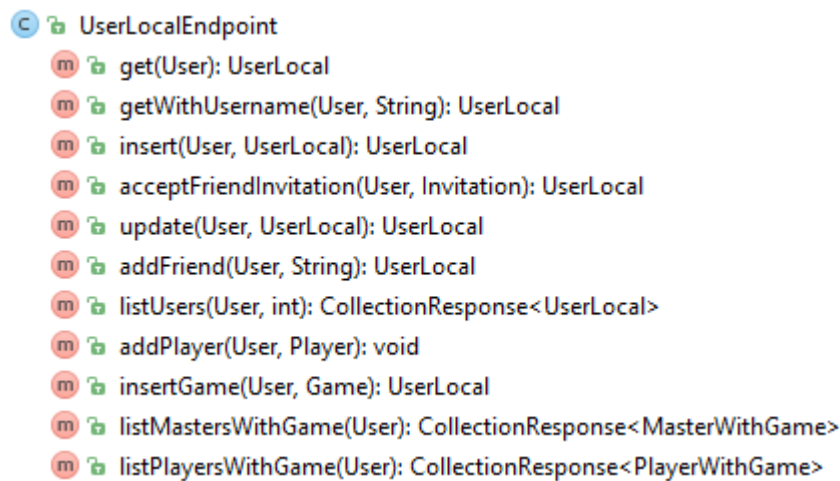 C UserLocalEndpoint
m get(User): UserLocal
m getWithUsername(User, String): UserLocal
m insert(User, UserLocal): UserLocal
m acceptFriendInvitation(User, Invitation): UserLocal
m update(User, UserLocal): UserLocal
m addFriend(User, String): UserLocal
m listUsers(User, int): CollectionResponse<UserLocal>
m addPlayer(User, Player): void
m insertGame(User, Game): UserLocal
m listMastersWithGame(User): CollectionResponse<MasterWithGame>
m listPlayersWithGame(User): CollectionResponse<PlayerWithGame>